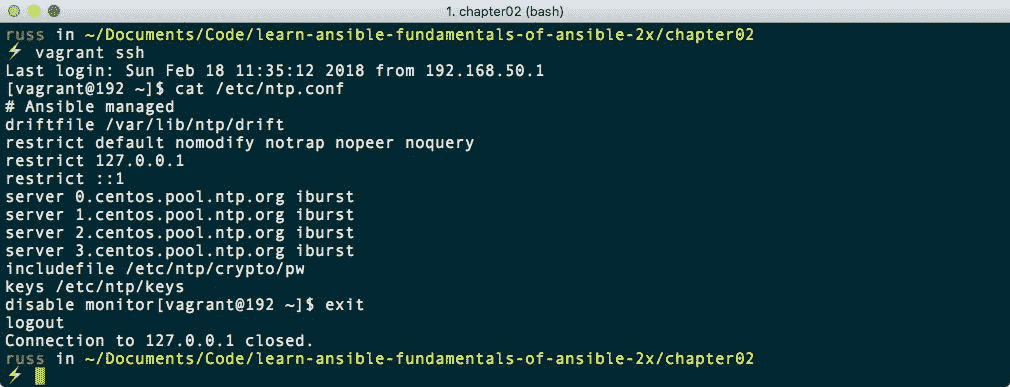 1. chapter02 (bash)
russ in ~/Documents/Code/learn-ansible-fundamentals-of-ansible-2x/chapter02
⚡ vagrant ssh
Last login: Sun Feb 18 11:35:12 2018 from 192.168.50.1
[vagrant@192 ~]$ cat /etc/ntp.conf
# Ansible managed
driftfile /var/lib/ntp/drift
restrict default nomodify notrap nopeer noquery
restrict 127.0.0.1
restrict ::1
server 0.centos.pool.ntp.org iburst
server 1.centos.pool.ntp.org iburst
server 2.centos.pool.ntp.org iburst
server 3.centos.pool.ntp.org iburst
includefile /etc/ntp/crypto/pw
keys /etc/ntp/keys
disable monitor[vagrant@192 ~]$ exit
logout
Connection to 127.0.0.1 closed.
russ in ~/Documents/Code/learn-ansible-fundamentals-of-ansible-2x/chapter02
⚡